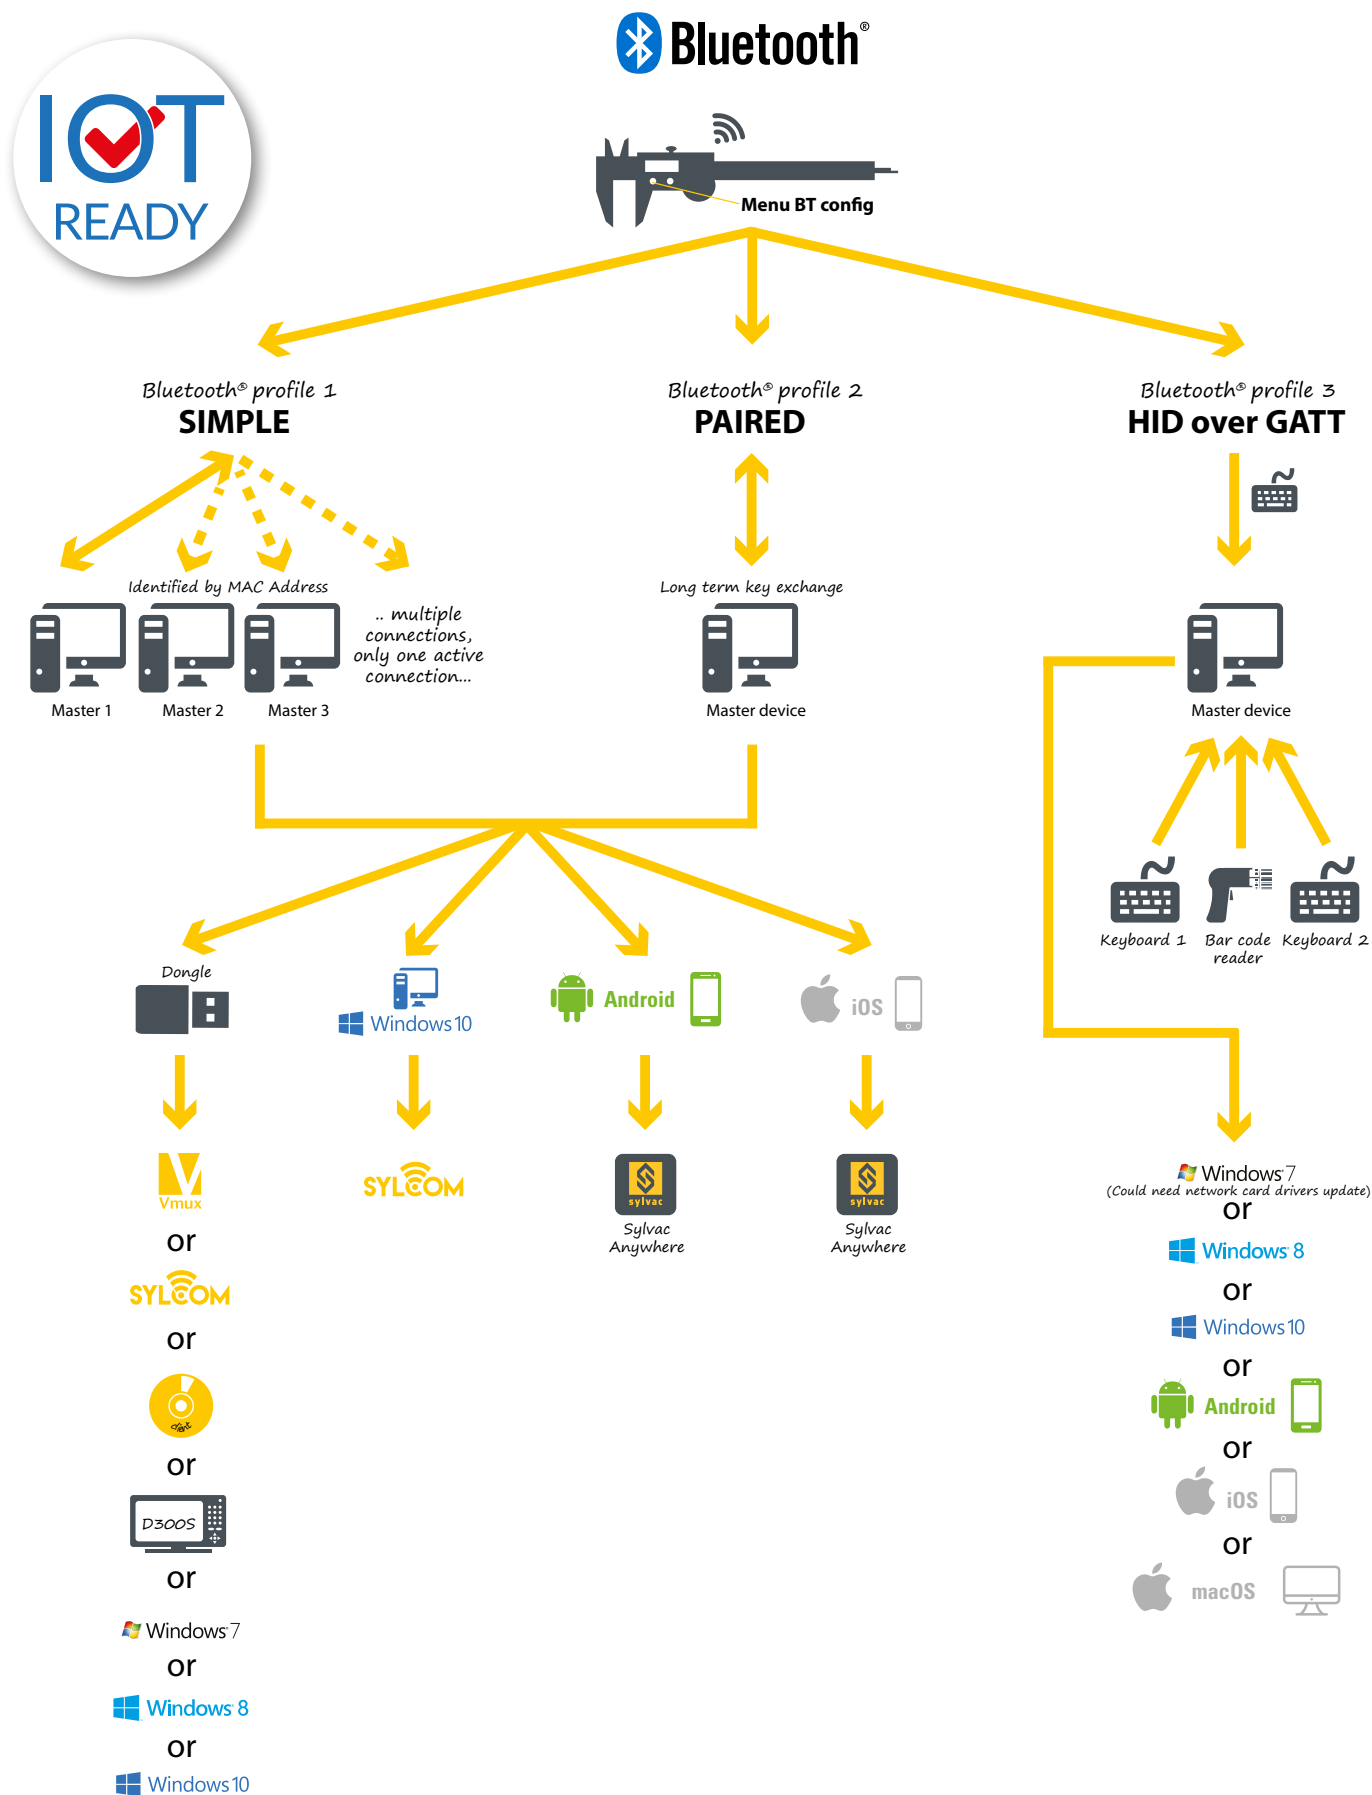 Bluetooth®
IOT
READY
Menu BT config
Bluetooth® profile 1
SIMPLE
Bluetooth® profile 2
PAIRED
Bluetooth® profile 3
HID over GATT
Identified by MAC Address
.. multiple
connections,
only one active
connection...
Master 1
Master 2
Master 3
Long term key exchange
Master device
Master device
Keyboard 1
Bar code
reader
Keyboard 2
Dongle
Windows 10
Android
iOS
Vmux
or
SYLCOM
or
client
or
D300S
or
Windows 7
or
Windows 8
or
Windows 10
SYLCOM
sylvac
Sylvac
Anywhere
sylvac
Sylvac
Anywhere
Windows 7
(Could need network card drivers update)
or
Windows 8
or
Windows 10
or
Android
or
iOS
or
macOS